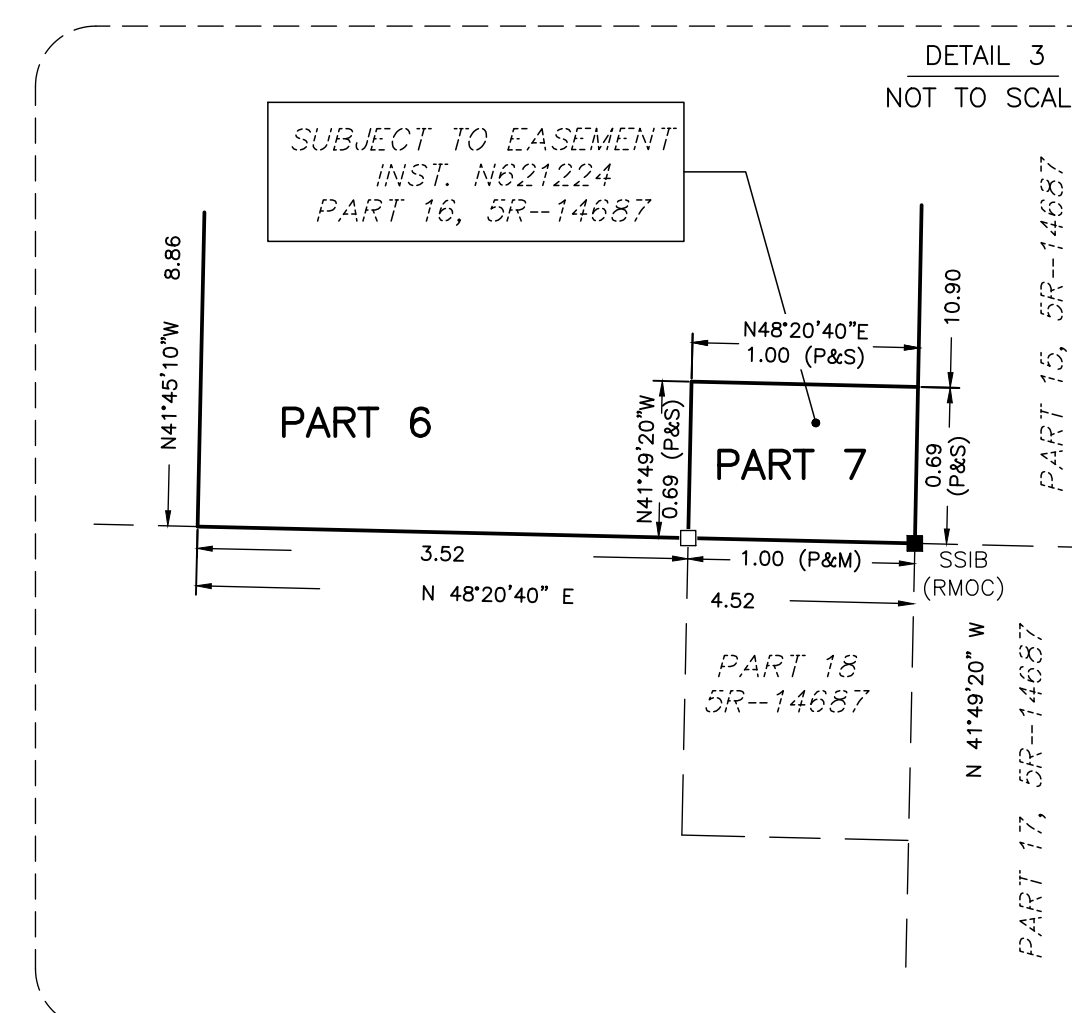 DETAIL 3
NOT TO SCAL
SUBJECT TO EASEMENT
INST. N621224
PART 16, 5R--14687
PART 15, 5R--14687
N41°45'10"W 8.86
10.90
N48°20'40"E
1.00 (P&S)
PART 6
N41°49'20"W
0.69 (P&S)
PART 7
0.69
(P&S)
3.52
1.00 (P&M)
SSIB
(RMOC)
N 48°20'40" E
4.52
PART 18
5R--14687
N 41°49'20" W
PART 17, 5R--14687